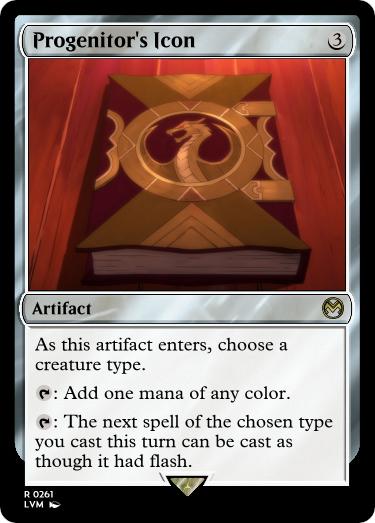 Progenitor's Icon 3
Artifact
As this artifact enters, choose a
creature type.
: Add one mana of any color.
: The next spell of the chosen type
you cast this turn can be cast as
though it had flash.
R 0261
LVM